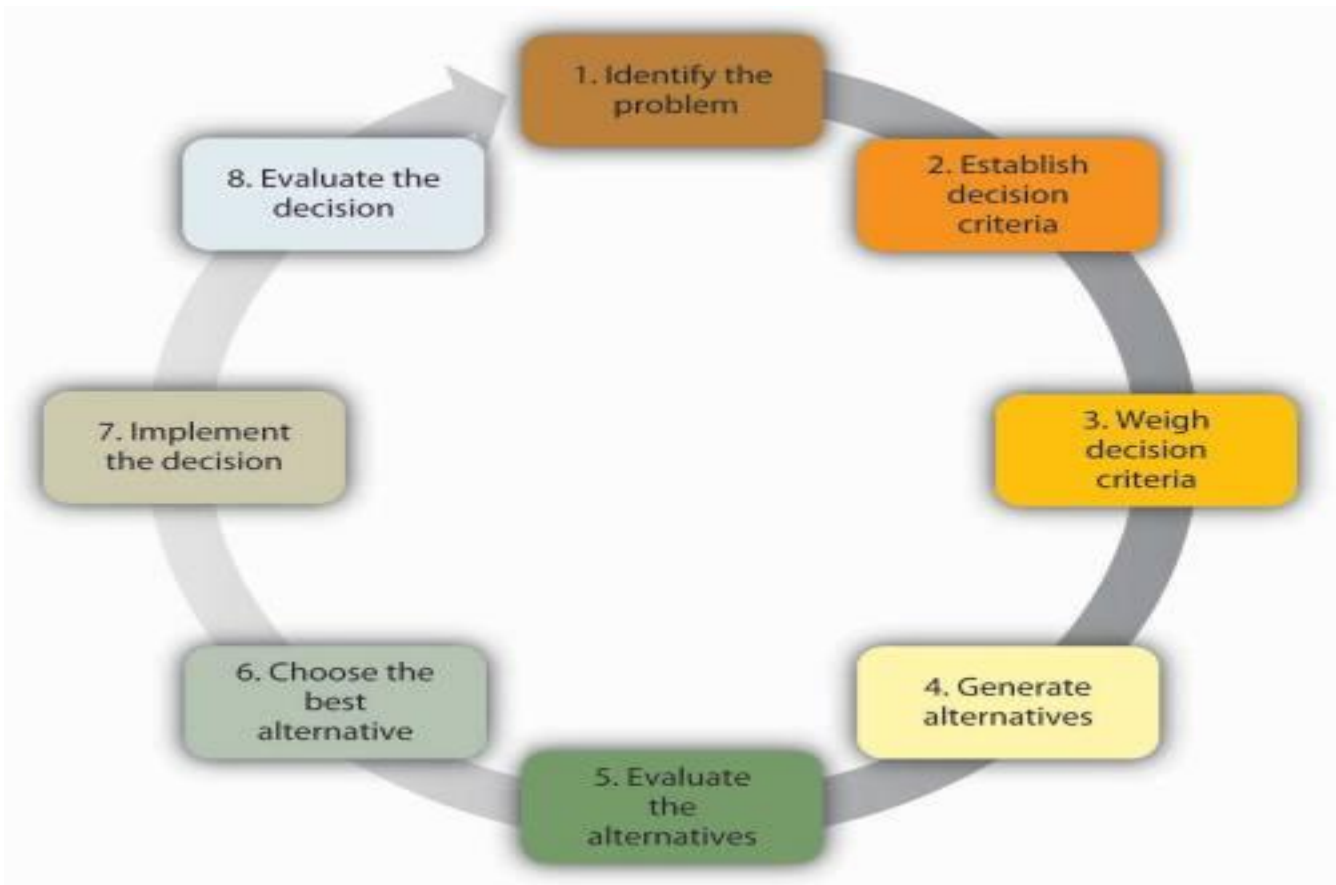 1. Identify the
problem
2. Establish
decision
criteria
3. Weigh
decision
criteria
4. Generate
alternatives
5. Evaluate
the
alternatives
6. Choose the
best
alternative
7. Implement
the decision
8. Evaluate the
decision